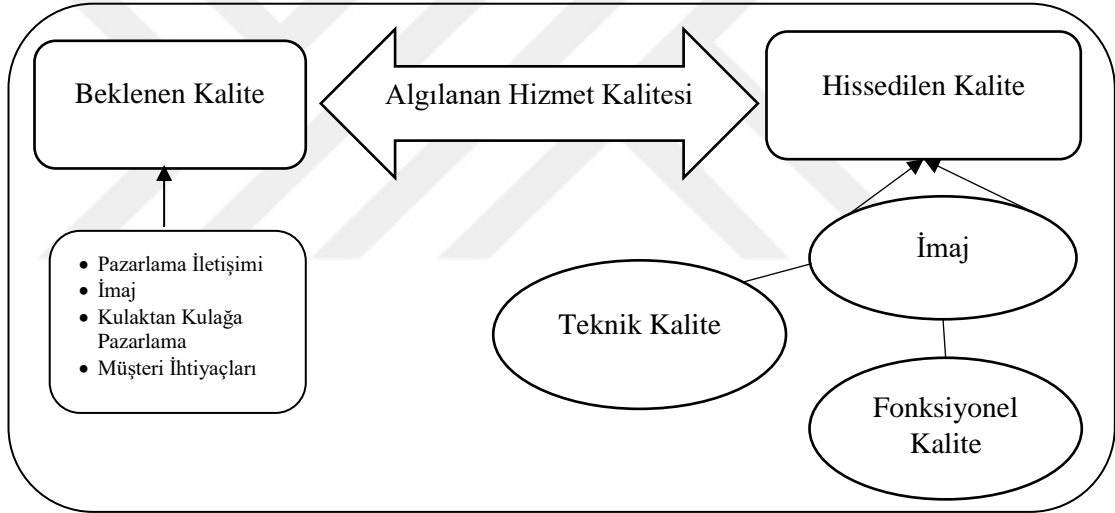 Beklenen Kalite
Algılanan Hizmet Kalitesi
Hissedilen Kalite
• Pazarlama İletişimi
• İmaj
• Kulaktan Kulağa
Pazarlama
• Müşteri İhtiyaçları
İmaj
Teknik Kalite
Fonksiyonel
Kalite